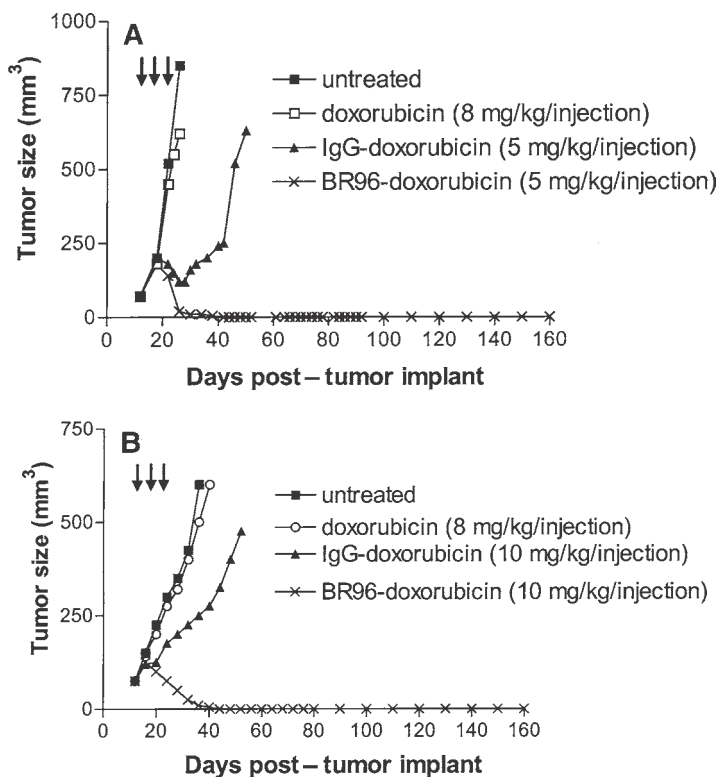 A
Tumor size (mm³)
1000
750
500
250
0
untreated
doxorubicin (8 mg/kg/injection)
IgG-doxorubicin (5 mg/kg/injection)
BR96-doxorubicin (5 mg/kg/injection)
0 20 40 60 80 100 120 140 160
Days post–tumor implant
B
Tumor size (mm³)
750
500
250
0
untreated
doxorubicin (8 mg/kg/injection)
IgG-doxorubicin (10 mg/kg/injection)
BR96-doxorubicin (10 mg/kg/injection)
0 20 40 60 80 100 120 140 160
Days post–tumor implant